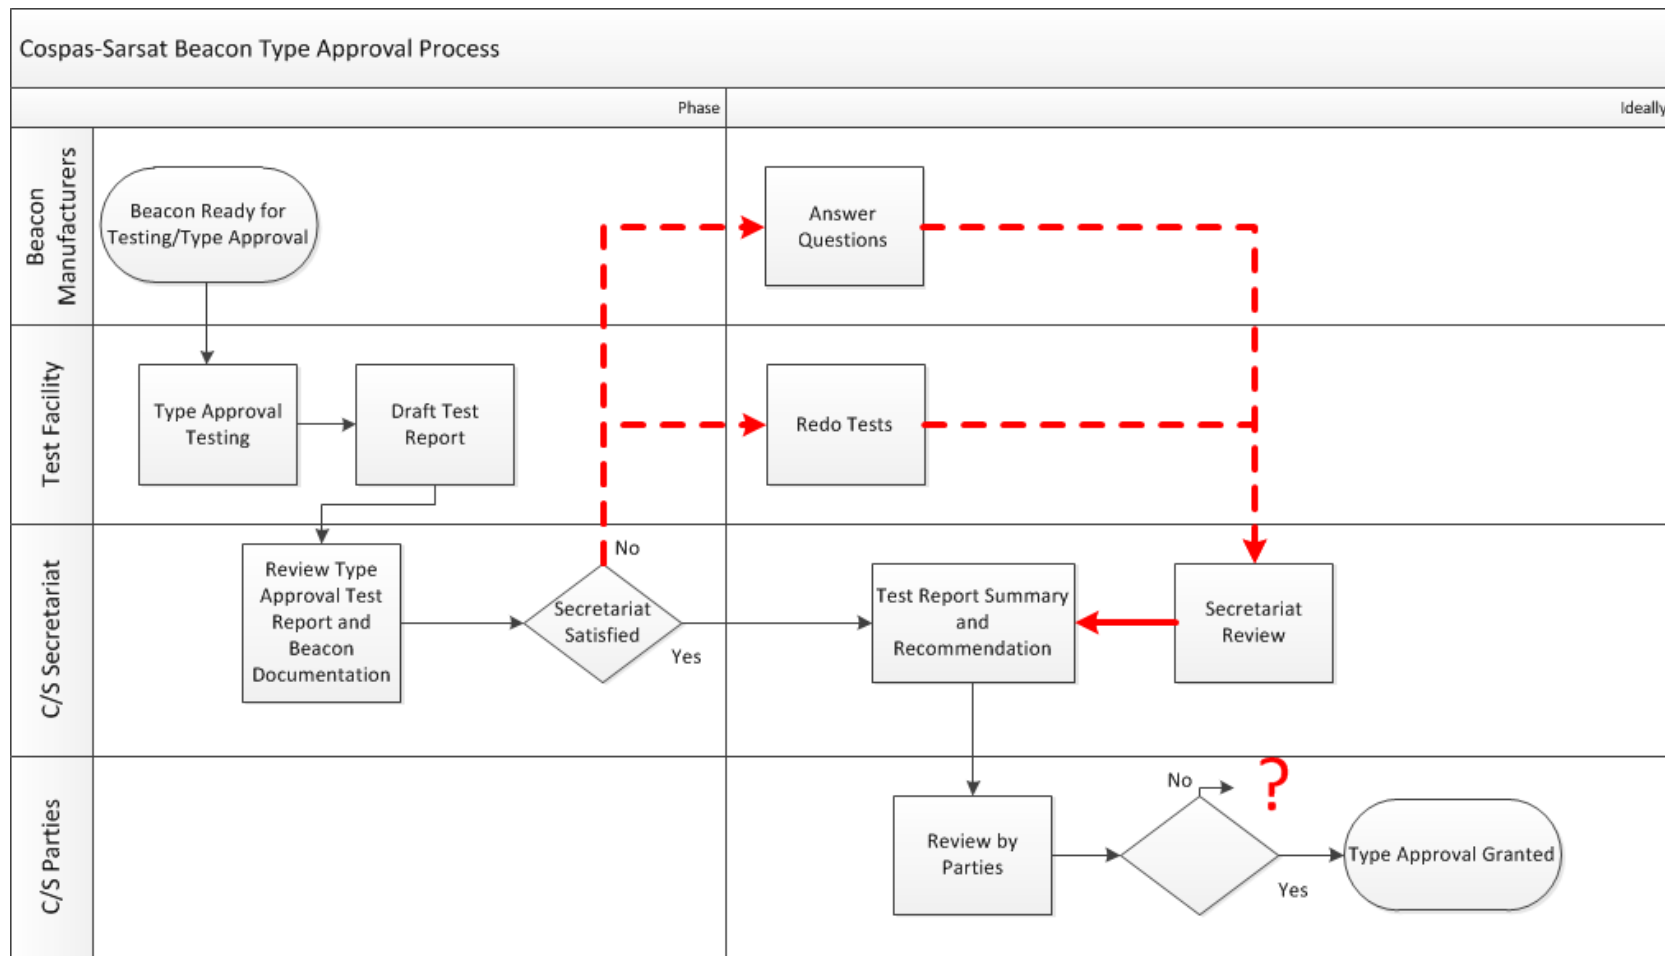 Cospas-Sarsat Beacon Type Approval Process
Phase
Ideally
Beacon
Manufacturers
Beacon Ready for
Testing/Type Approval
Answer
Questions
Test Facility
Type Approval
Testing
Draft Test
Report
Redo Tests
C/S Secretariat
Review Type
Approval Test
Report and
Beacon
Documentation
No
Secretariat
Satisfied
Yes
Test Report Summary
and
Recommendation
Secretariat
Review
C/S Parties
Review by
Parties
No
?
Yes
Type Approval Granted